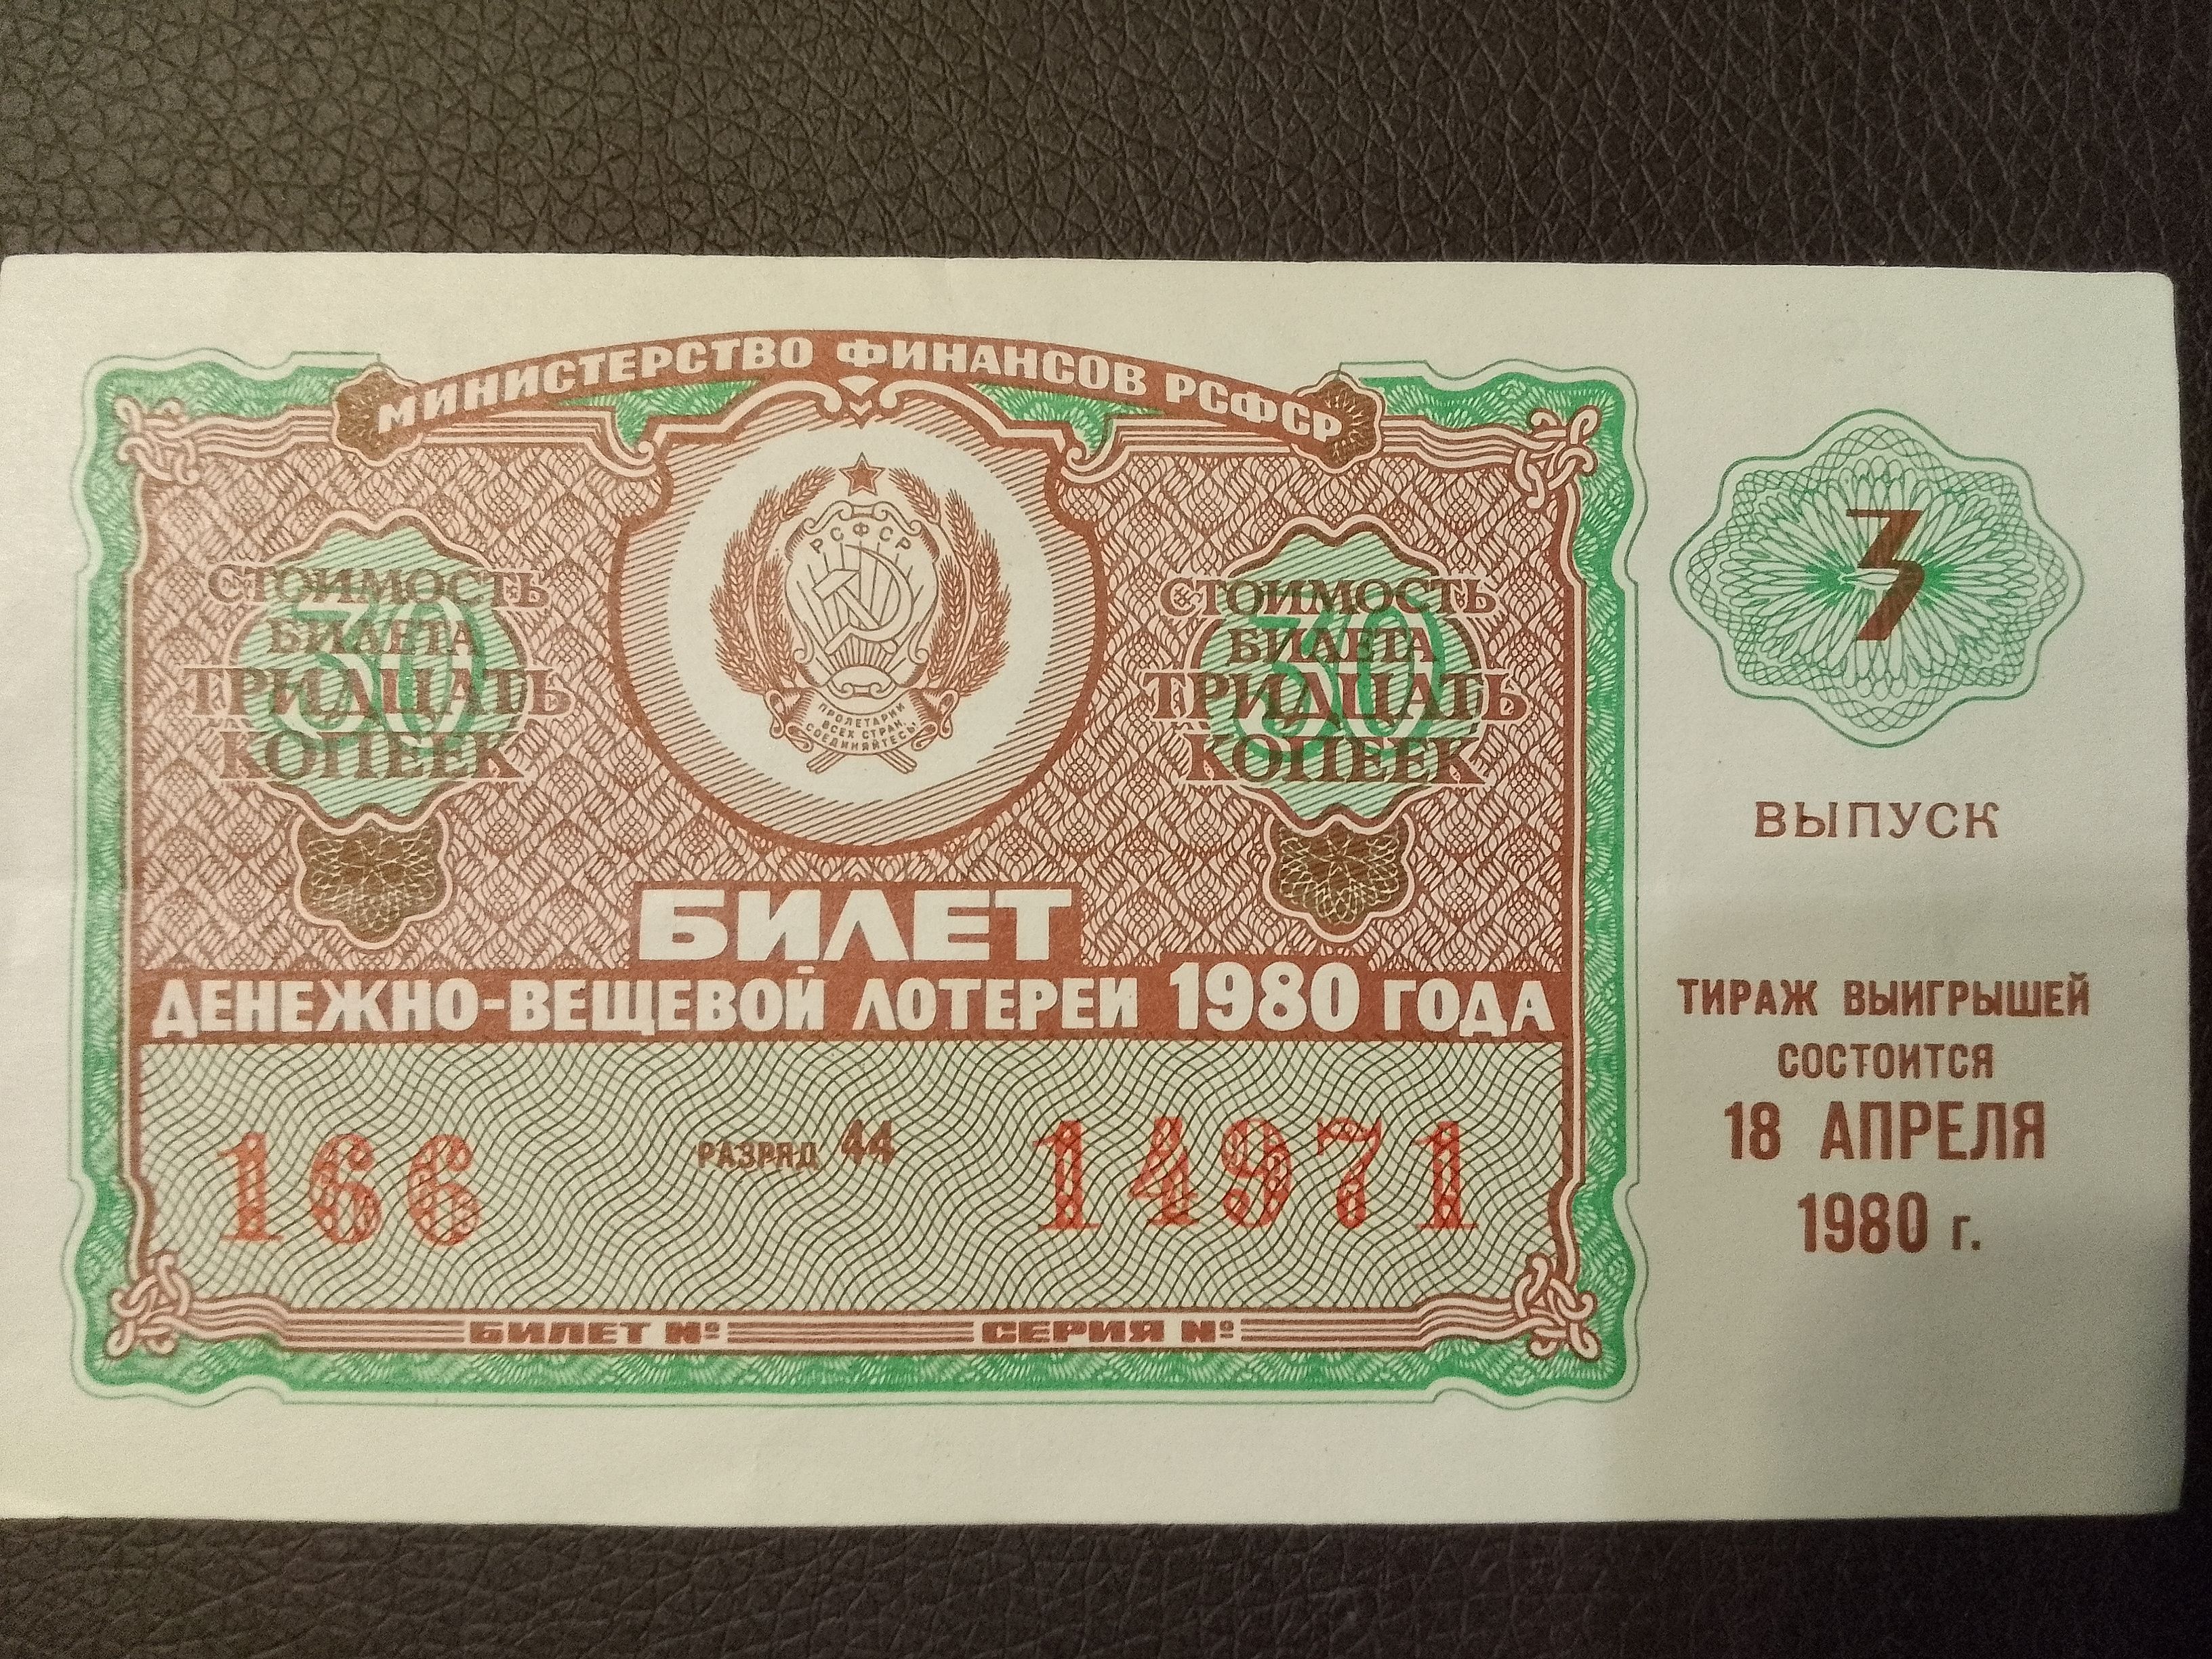 МИНИСТЕРСТВО ФИНАНСОВ РСФСР
РСФСР
ПРОЛЕТАРИИ
ВСЕХ СТРАН,
СОЕДИНЯЙТЕСЬ!
30
СТОИМОСТЬ
БИЛЕТА
ТРИДЦАТЬ
КОПЕЕК
30
СТОИМОСТЬ
БИЛЕТА
ТРИДЦАТЬ
КОПЕЕК
БИЛЕТ
ДЕНЕЖНО-ВЕЩЕВОЙ ЛОТЕРЕИ 1980 ГОДА
166 РАЗРЯД 44 14971
БИЛЕТ № СЕРИЯ №
3
ВЫПУСК
ТИРАЖ ВЫИГРЫШЕЙ
СОСТОИТСЯ
18 АПРЕЛЯ
1980 г.